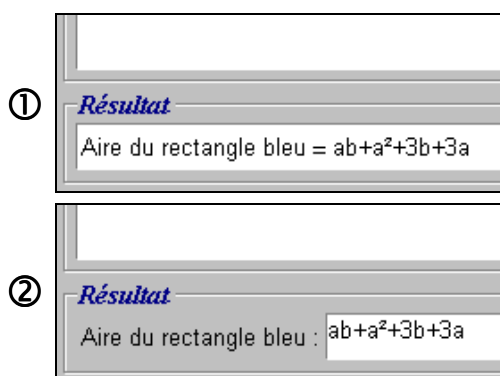 ①
Résultat
Aire du rectangle bleu = ab+a²+3b+3a
②
Résultat
Aire du rectangle bleu : ab+a²+3b+3a